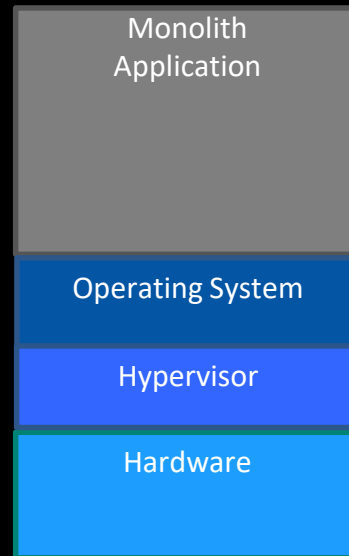 Monolith
Application
Operating System
Hypervisor
Hardware